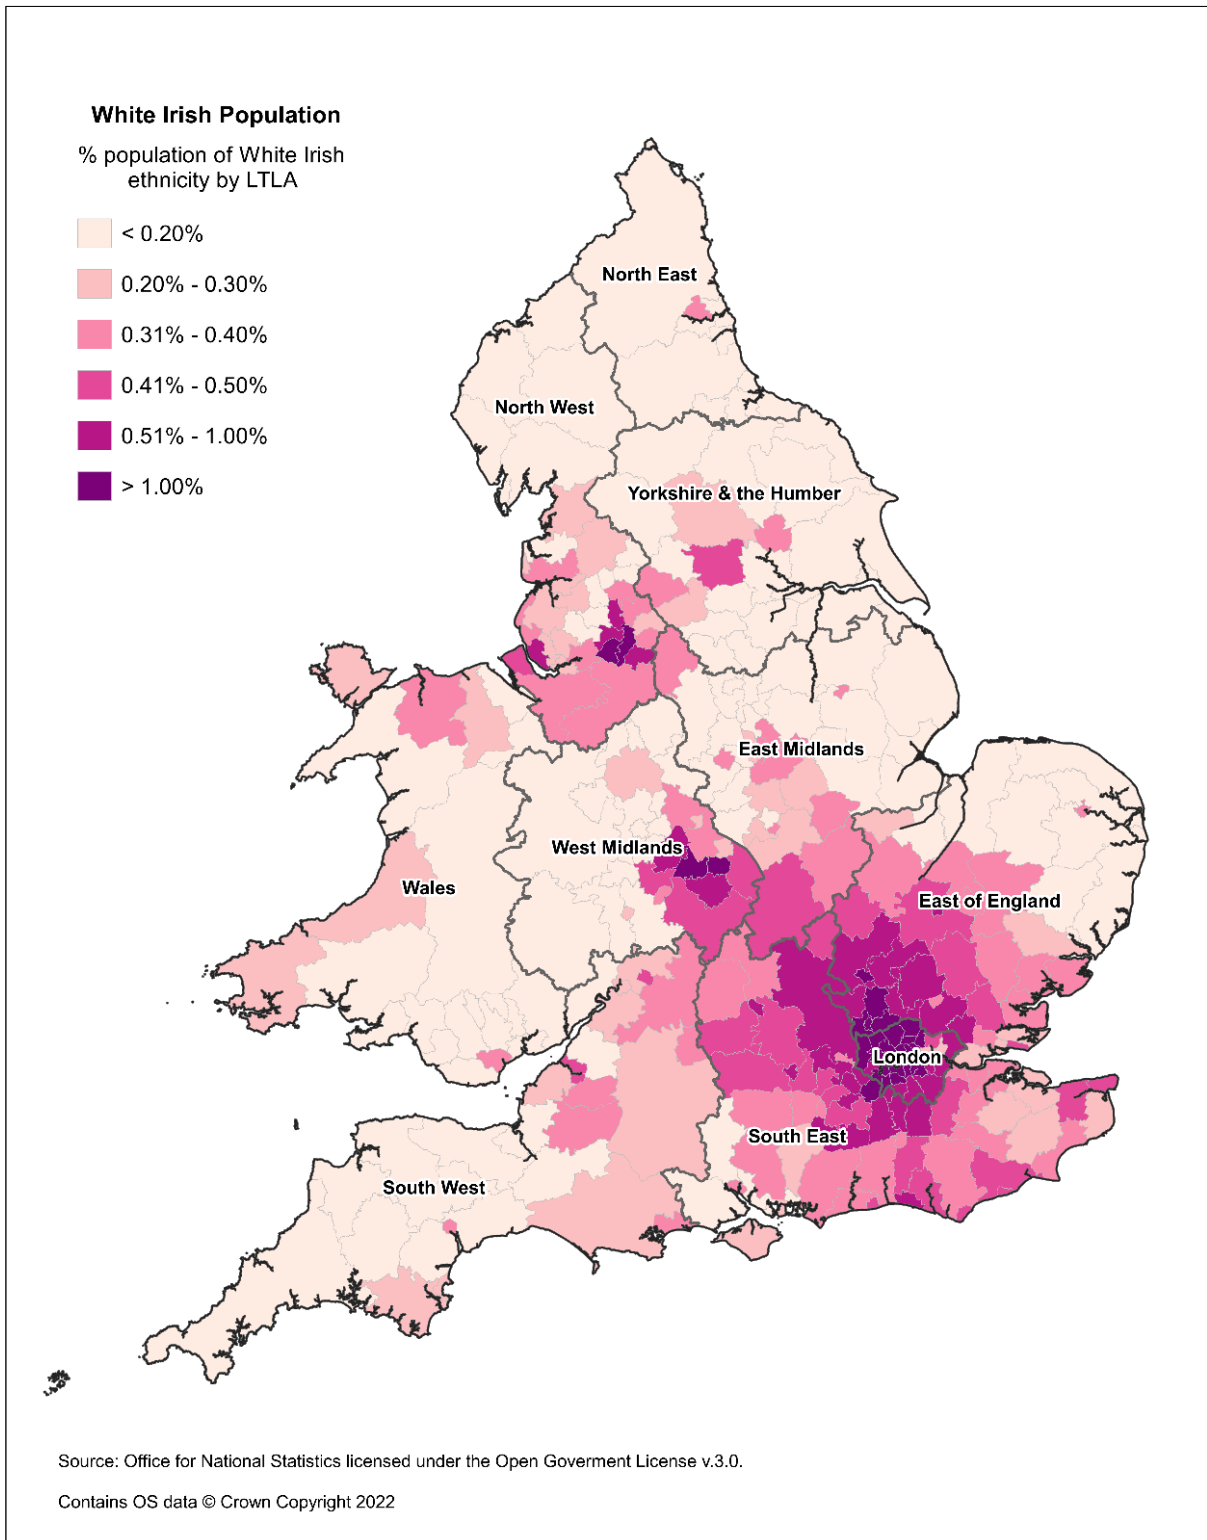 White Irish Population
% population of White Irish
ethnicity by LTLA
< 0.20%
0.20% - 0.30%
0.31% - 0.40%
0.41% - 0.50%
0.51% - 1.00%
> 1.00%
North East
North West
Yorkshire & the Humber
East Midlands
West Midlands
Wales
East of England
London
South East
South West
Source: Office for National Statistics licensed under the Open Goverment License v.3.0.
Contains OS data © Crown Copyright 2022